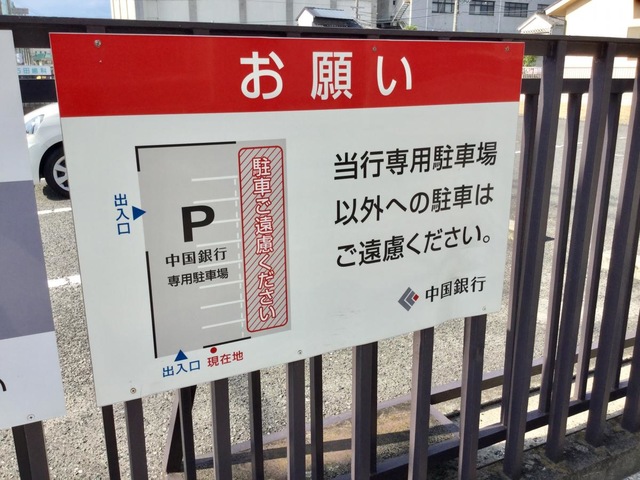 お願い
駐車ご遠慮ください
出入口
P
中国銀行
専用駐車場
出入口
現在地
当行専用駐車場
以外への駐車は
ご遠慮ください。
中国銀行